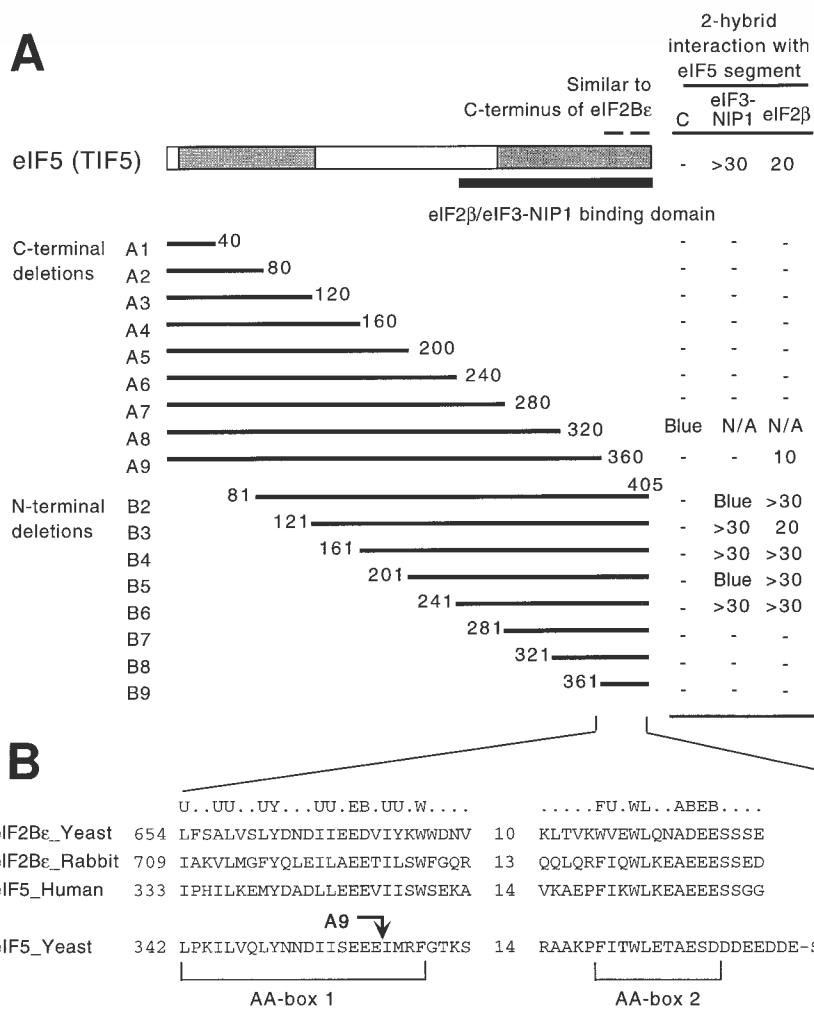 A
2-hybrid
interaction with
eIF5 segment
Similar to
C-terminus of eIF2Bε
C eIF3-NIP1 eIF2β
eIF5 (TIF5) - >30 20
eIF2β/eIF3-NIP1 binding domain
C-terminal deletions
A1 40 - - -
A2 80 - - -
A3 120 - - -
A4 160 - - -
A5 200 - - -
A6 240 - - -
A7 280 - - -
A8 320 Blue N/A N/A
A9 360 - - 10
405
N-terminal deletions
B2 81 - Blue >30
B3 121 - >30 20
B4 161 - >30 >30
B5 201 - Blue >30
B6 241 - >30 >30
B7 281 - - -
B8 321 - - -
B9 361 - - -
B
U..UU..UY...UU.EB.UU.W.... .....FU.WL..ABEB....
eIF2Bε_Yeast 654 LFSALVSLYDNDIIEEDVIYKWWDNV 10 KLTVKWVEWLQNADEESSSE
eIF2Bε_Rabbit 709 IAKVLMGFYQLEILAEETILSWFGQR 13 QQLQRFIQWLKEAEEESSED
eIF5_Human 333 IPHILKEMYDADLLEEEVIISWSEKA 14 VKAEPFIKWLKEAEEESSGG
A9
eIF5_Yeast 342 LPKILVQLYNNDIISEEEIMRFGTKS 14 RAAKPFITWLETAESDDDEEDDE-S
AA-box 1 AA-box 2